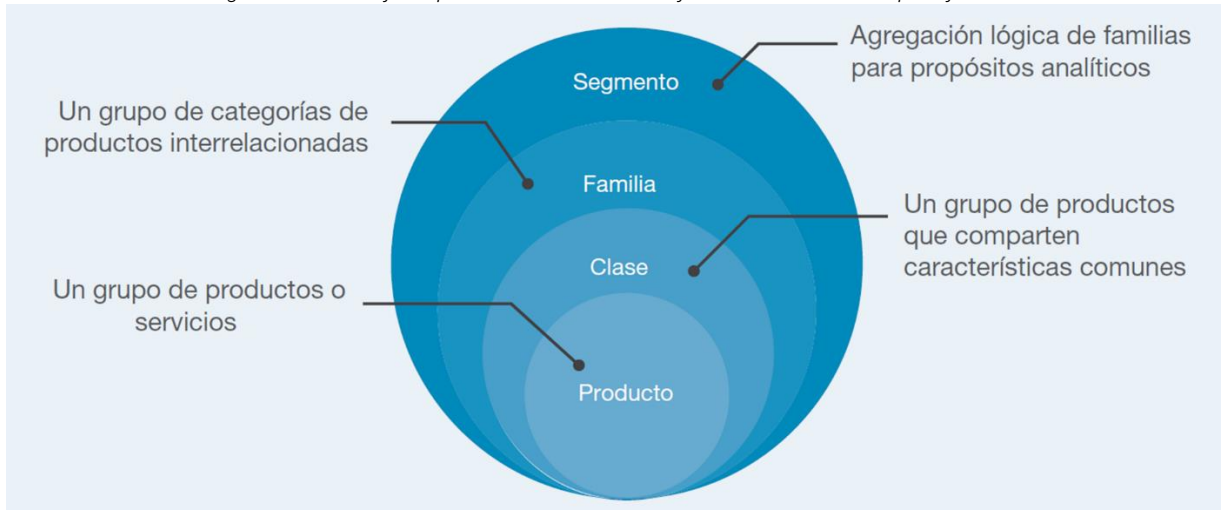 Agregación lógica de familias
para propósitos analíticos
Segmento
Un grupo de categorías de
productos interrelacionadas
Familia
Un grupo de productos
que comparten
características comunes
Clase
Un grupo de productos o
servicios
Producto